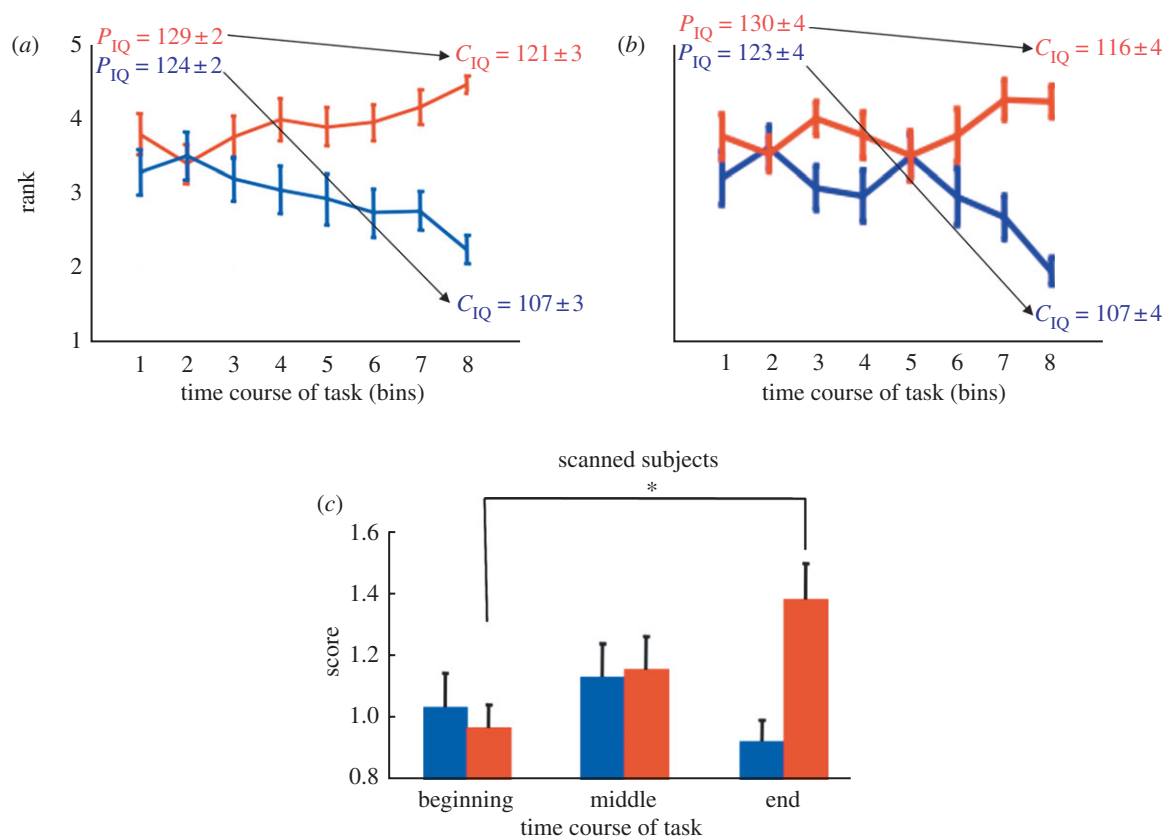 (a)
P_IQ = 129 ± 2
P_IQ = 124 ± 2
C_IQ = 121 ± 3
C_IQ = 107 ± 3
rank
5
4
3
2
1
1 2 3 4 5 6 7 8
time course of task (bins)
(b)
P_IQ = 130 ± 4
P_IQ = 123 ± 4
C_IQ = 116 ± 4
C_IQ = 107 ± 4
1 2 3 4 5 6 7 8
time course of task (bins)
scanned subjects
(c)
*
score
1.6
1.4
1.2
1.0
0.8
beginning middle end
time course of task